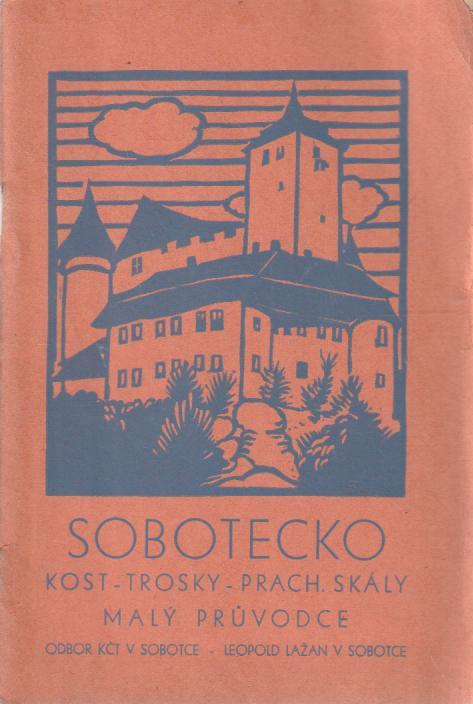 SOBOTECKO
KOST-TROSKY-PRACH. SKÁLY
MALÝ PRŮVODCE
ODBOR KČT V SOBOTCE - LEOPOLD LAŽAN V SOBOTCE